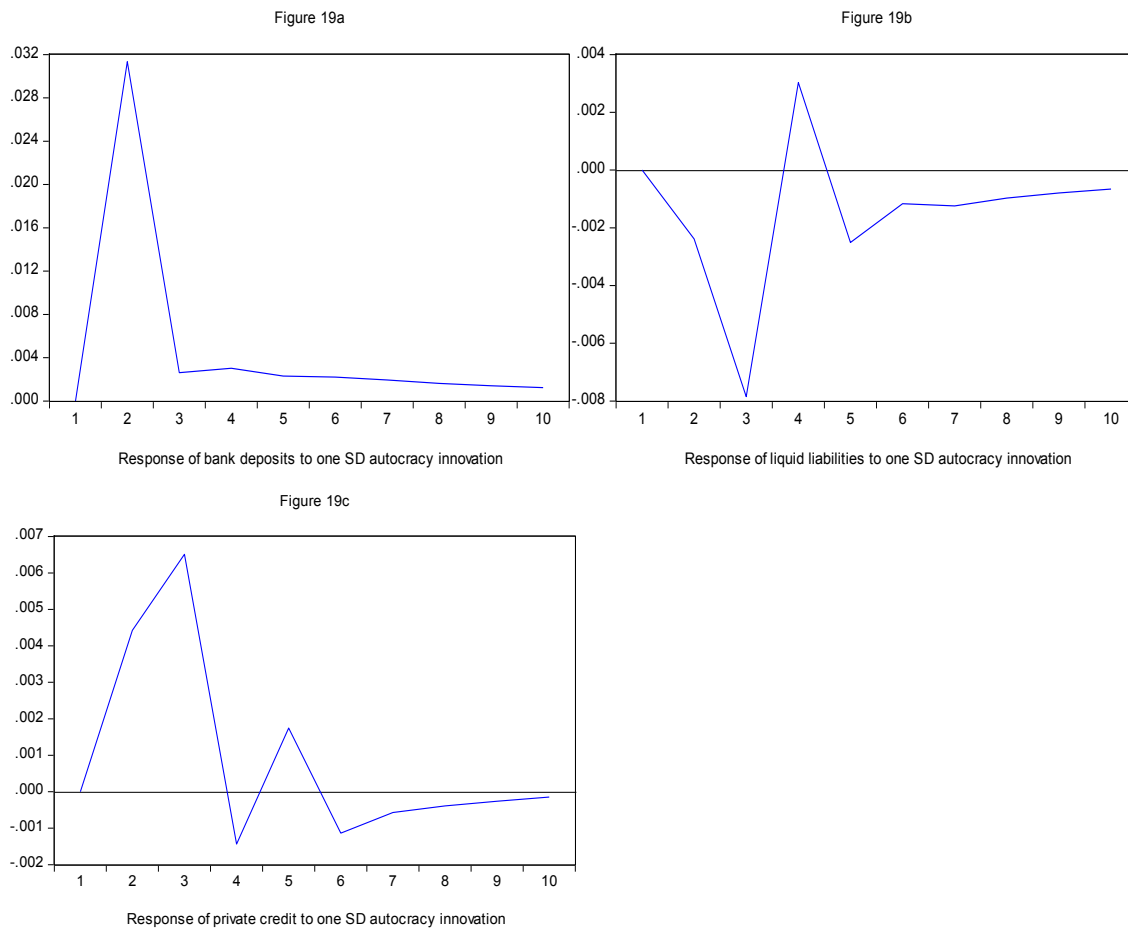 Figure 19a
.032
.028
.024
.020
.016
.012
.008
.004
.000
1 2 3 4 5 6 7 8 9 10
Response of bank deposits to one SD autocracy innovation
Figure 19b
.004
.002
.000
-.002
-.004
-.006
-.008
1 2 3 4 5 6 7 8 9 10
Response of liquid liabilities to one SD autocracy innovation
Figure 19c
.007
.006
.005
.004
.003
.002
.001
.000
-.001
-.002
1 2 3 4 5 6 7 8 9 10
Response of private credit to one SD autocracy innovation